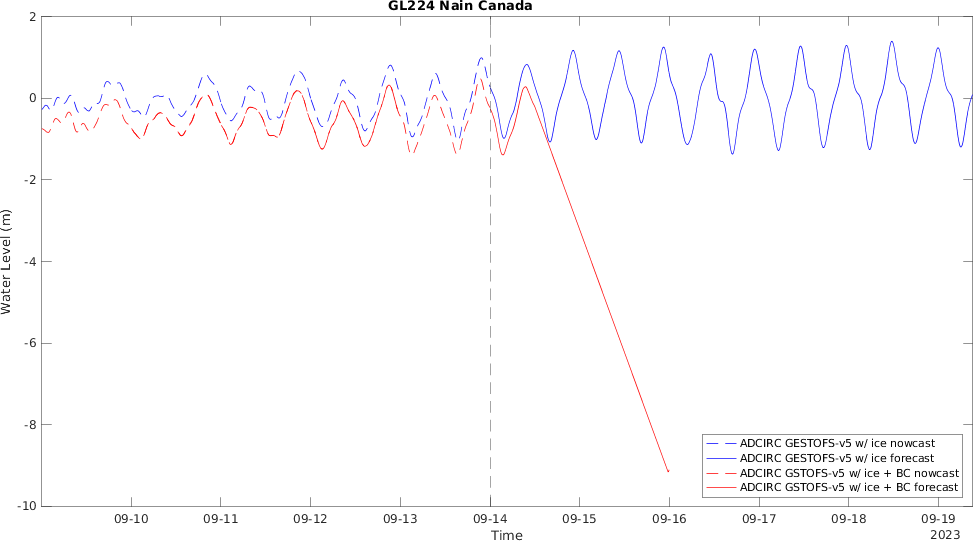 GL224 Nain Canada
2
0
-2
-4
-6
-8
-10
Water Level (m)
ADCIRC GESTOFS-v5 w/ ice nowcast
ADCIRC GESTOFS-v5 w/ ice forecast
ADCIRC GSTOFS-v5 w/ ice + BC nowcast
ADCIRC GSTOFS-v5 w/ ice + BC forecast
09-10 09-11 09-12 09-13 09-14 09-15 09-16 09-17 09-18 09-19
Time 2023